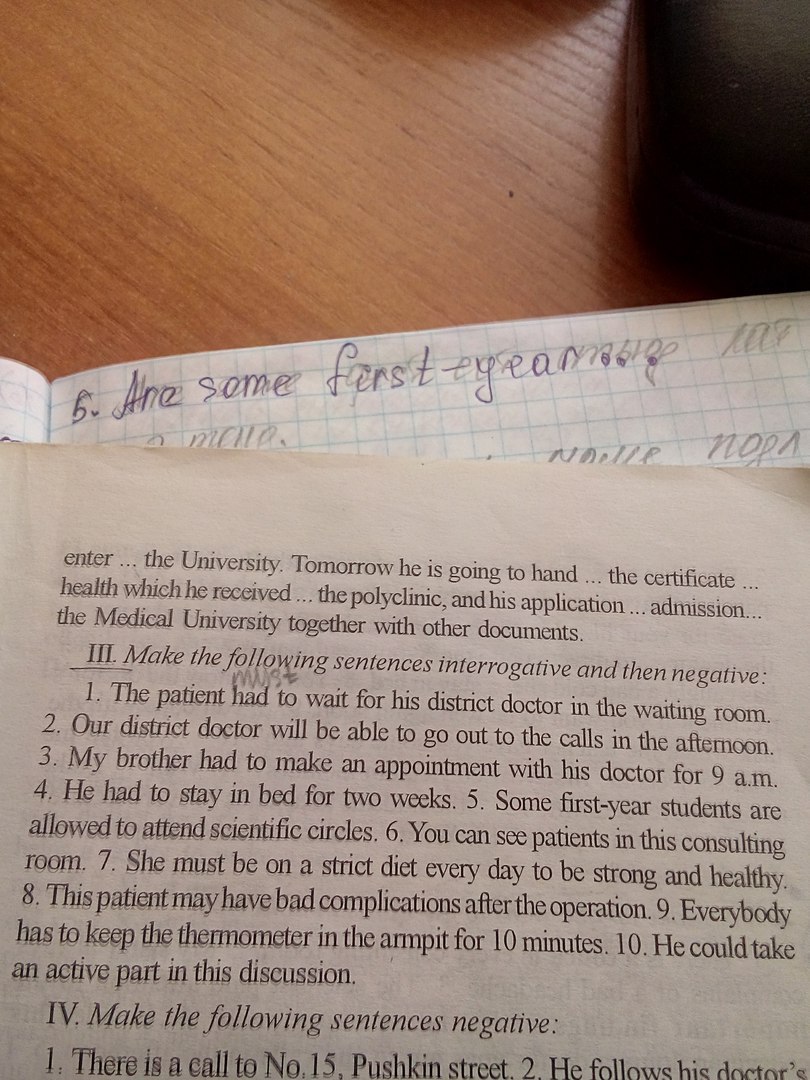 5. Are some first-year...
enter ... the University. Tomorrow he is going to hand ... the certificate ...
health which he received ... the polyclinic, and his application ... admission...
the Medical University together with other documents.
III. Make the following sentences interrogative and then negative:
must
1. The patient had to wait for his district doctor in the waiting room.
2. Our district doctor will be able to go out to the calls in the afternoon.
3. My brother had to make an appointment with his doctor for 9 a.m.
4. He had to stay in bed for two weeks. 5. Some first-year students are
allowed to attend scientific circles. 6. You can see patients in this consulting
room. 7. She must be on a strict diet every day to be strong and healthy.
8. This patient may have bad complications after the operation. 9. Everybody
has to keep the thermometer in the armpit for 10 minutes. 10. He could take
an active part in this discussion.
IV. Make the following sentences negative:
1. There is a call to No.15, Pushkin street. 2. He follows his doctor's